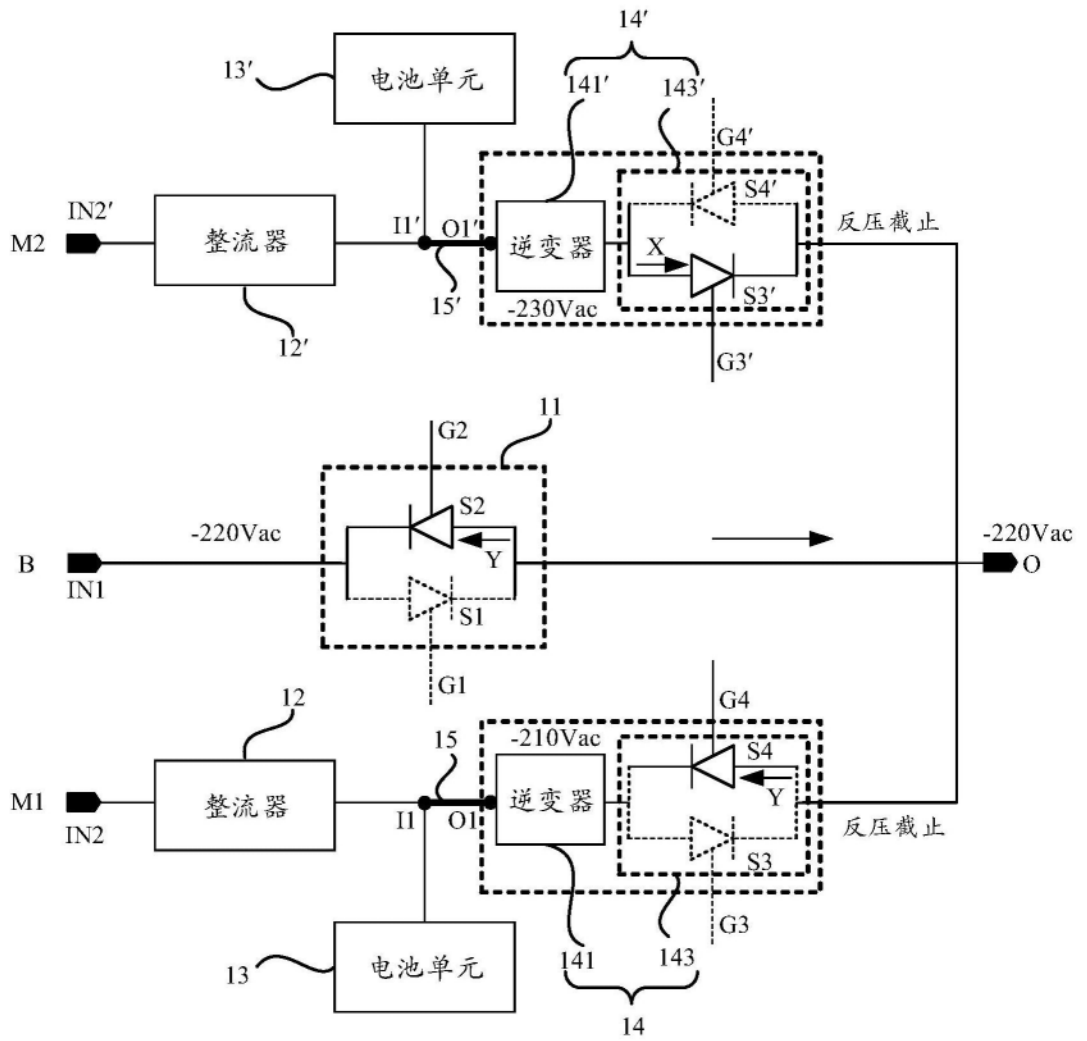 14′
13′
电池单元
141′
143′
G4′
S4′
IN2′
M2
整流器
I1′
O1′
逆变器
X
反压截止
S3′
15′
-230Vac
12′
G3′
G2
11
S2
-220Vac
Y
-220Vac
B
IN1
O
S1
G1
12
G4
15
-210Vac
S4
M1
整流器
逆变器
Y
IN2
I1
O1
反压截止
S3
G3
13
电池单元
141
143
14